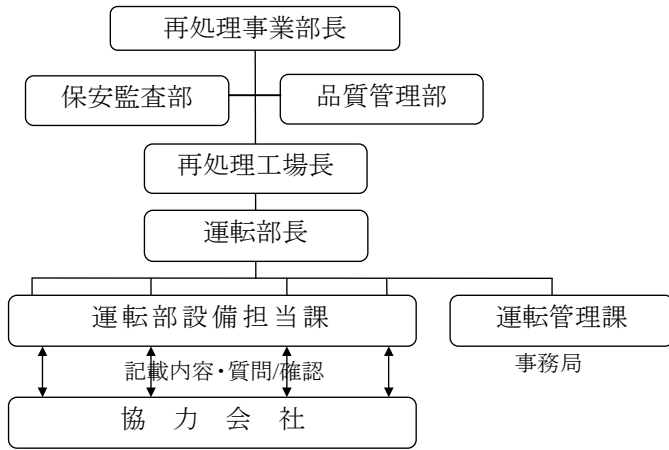 再処理事業部長
保安監査部
品質管理部
再処理工場長
運転部長
運転部設備担当課
運転管理課
記載内容・質問/確認
事務局
協力会社